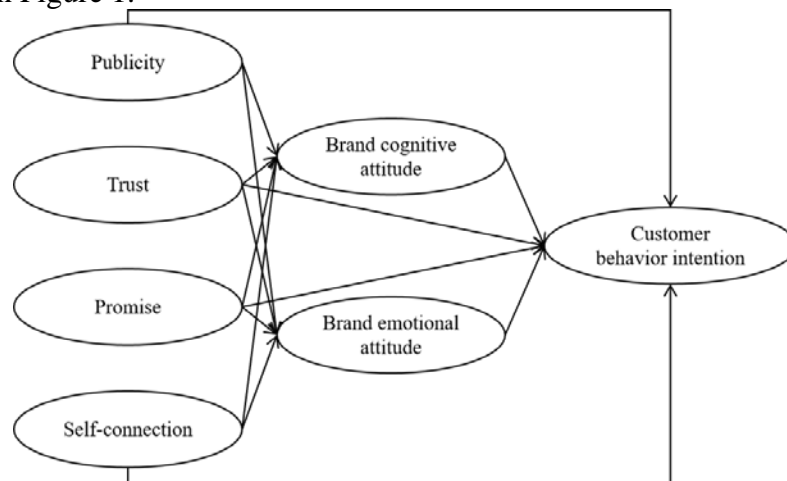 Figure 1.
Publicity
Brand cognitive
attitude
Trust
Customer
behavior intention
Promise
Brand emotional
attitude
Self-connection